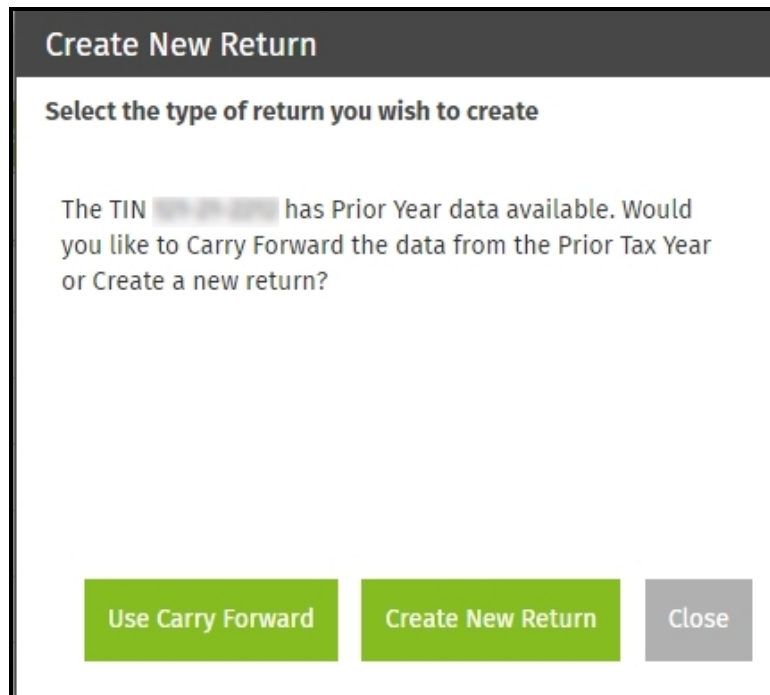 Create New Return
Select the type of return you wish to create
The TIN has Prior Year data available. Would
you like to Carry Forward the data from the Prior Tax Year
or Create a new return?
Use Carry Forward
Create New Return
Close